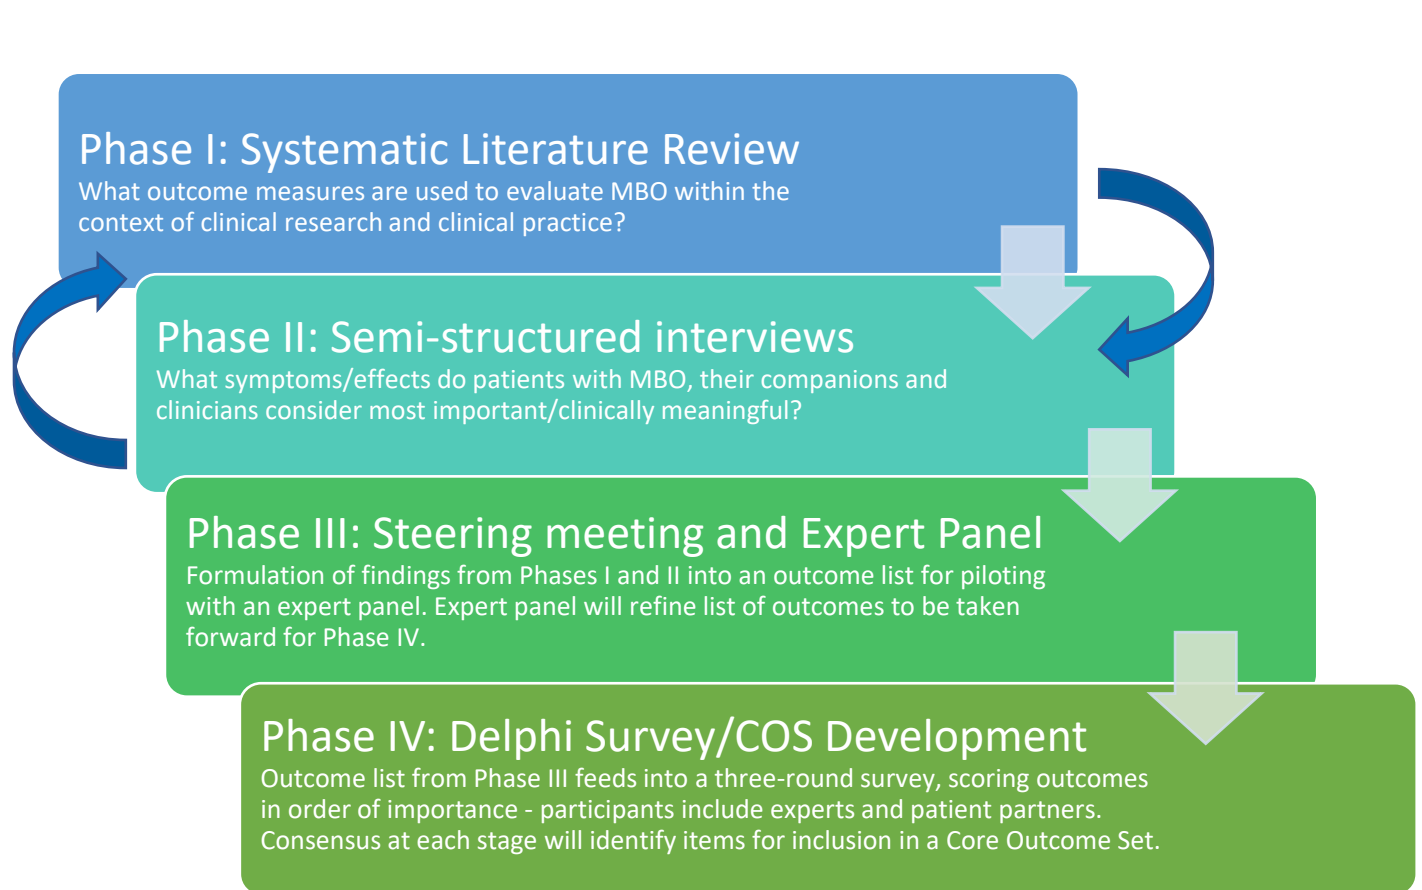 Phase I: Systematic Literature Review
What outcome measures are used to evaluate MBO within the
context of clinical research and clinical practice?
Phase II: Semi-structured interviews
What symptoms/effects do patients with MBO, their companions and
clinicians consider most important/clinically meaningful?
Phase III: Steering meeting and Expert Panel
Formulation of findings from Phases I and II into an outcome list for piloting
with an expert panel. Expert panel will refine list of outcomes to be taken
forward for Phase IV.
Phase IV: Delphi Survey/COS Development
Outcome list from Phase III feeds into a three-round survey, scoring outcomes
in order of importance - participants include experts and patient partners.
Consensus at each stage will identify items for inclusion in a Core Outcome Set.